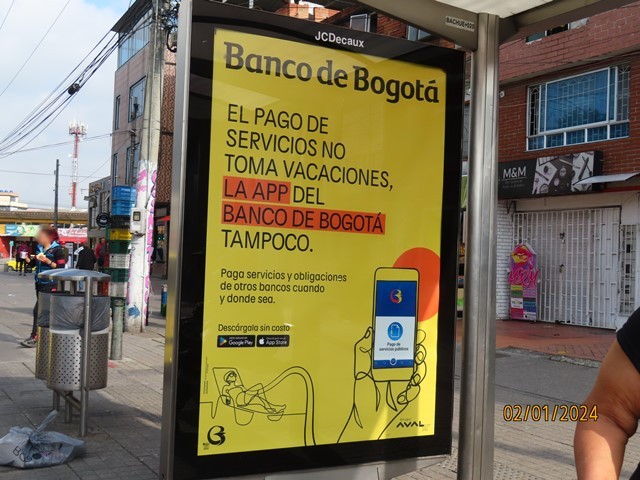 BACHUE
JCDecaux
Banco de Bogotá
EL PAGO DE
SERVICIOS NO
TOMA VACACIONES,
LA APP DEL
BANCO DE BOGOTÁ
TAMPOCO.
Paga servicios y obligaciones
de otros bancos cuando
y donde sea.
Descárgala sin costo
Google Play
App Store
Pago de
servicios públicos
AVAL
M&M
02/01/2024